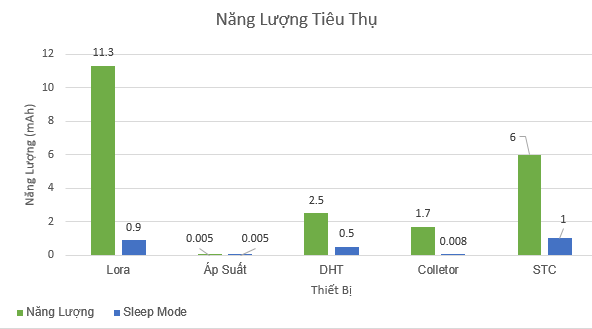 Năng Lượng Tiêu Thụ
Năng Lượng (mAh)
12
10
8
6
4
2
0
11.3
0.9
0.005
0.005
2.5
0.5
1.7
0.008
6
1
Lora
Áp Suất
DHT
Colletor
STC
Thiết Bị
Năng Lượng
Sleep Mode